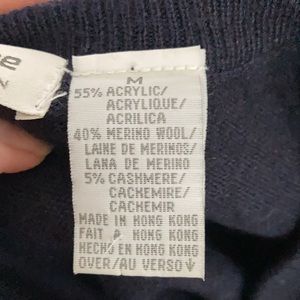 M
55% ACRYLIC/
ACRYLIQUE/
ACRILICA
40% MERINO WOOL/
LAINE DE MERINOS/
LANA DE MERINO
5% CASHMERE/
CACHEMIRE/
CACHEMIR
MADE IN HONG KONG
FAIT A HONG KONG
HECHO EN HONG KONG
OVER/AU VERSO